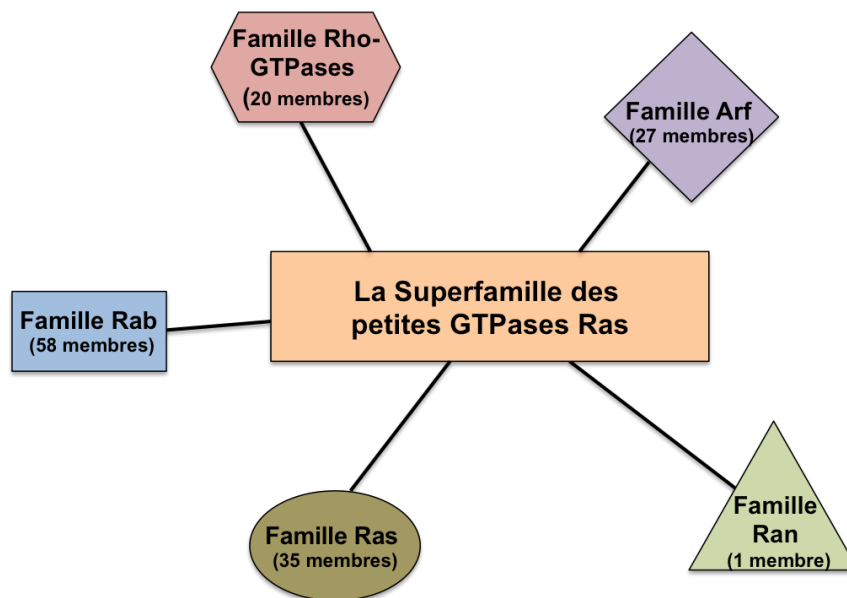 Famille Rho-
GTPases
(20 membres)
Famille Arf
(27 membres)
La Superfamille des
petites GTPases Ras
Famille Rab
(58 membres)
Famille Ras
(35 membres)
Famille
Ran
(1 membre)